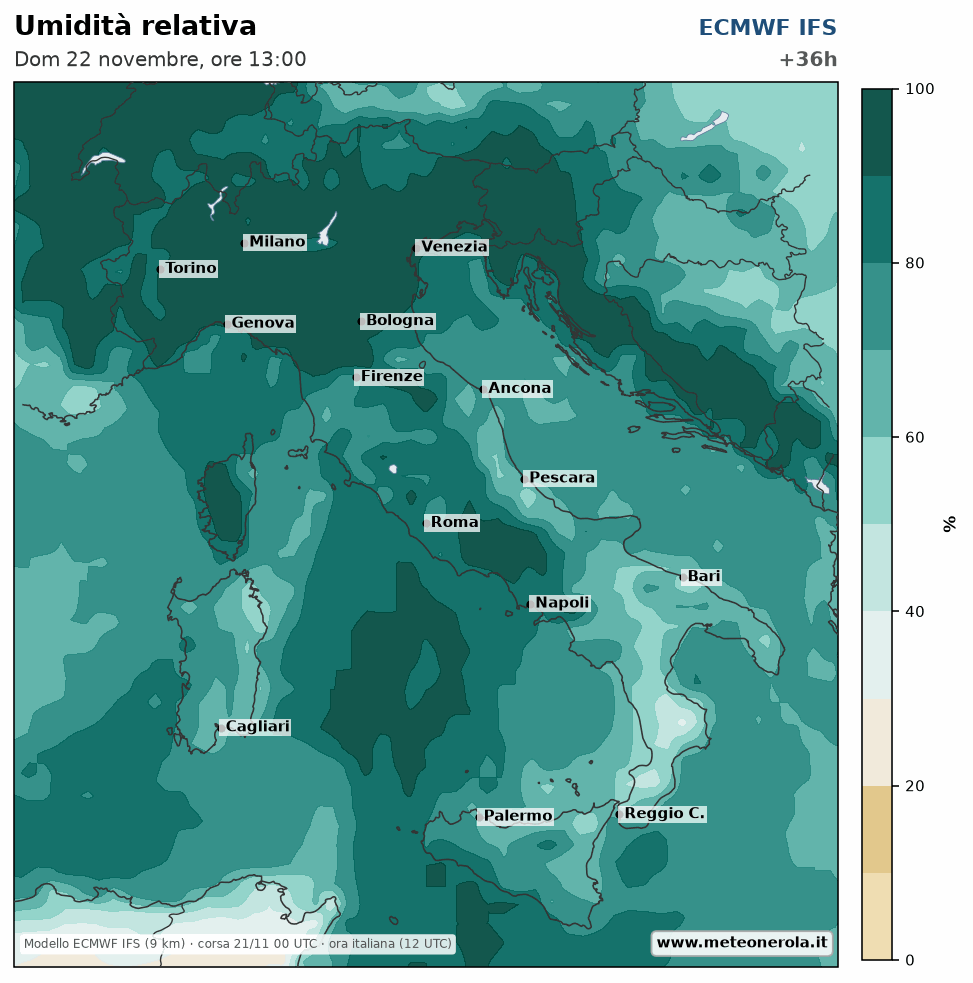 Umidità relativa
ECMWF IFS
Dom 22 novembre, ore 13:00
+36h
100
80
60
40
20
0
%
Milano
Venezia
Torino
Genova
Bologna
Firenze
Ancona
Pescara
Roma
Bari
Napoli
Cagliari
Palermo
Reggio C.
Modello ECMWF IFS (9 km) · corsa 21/11 00 UTC · ora italiana (12 UTC)
www.meteonerola.it